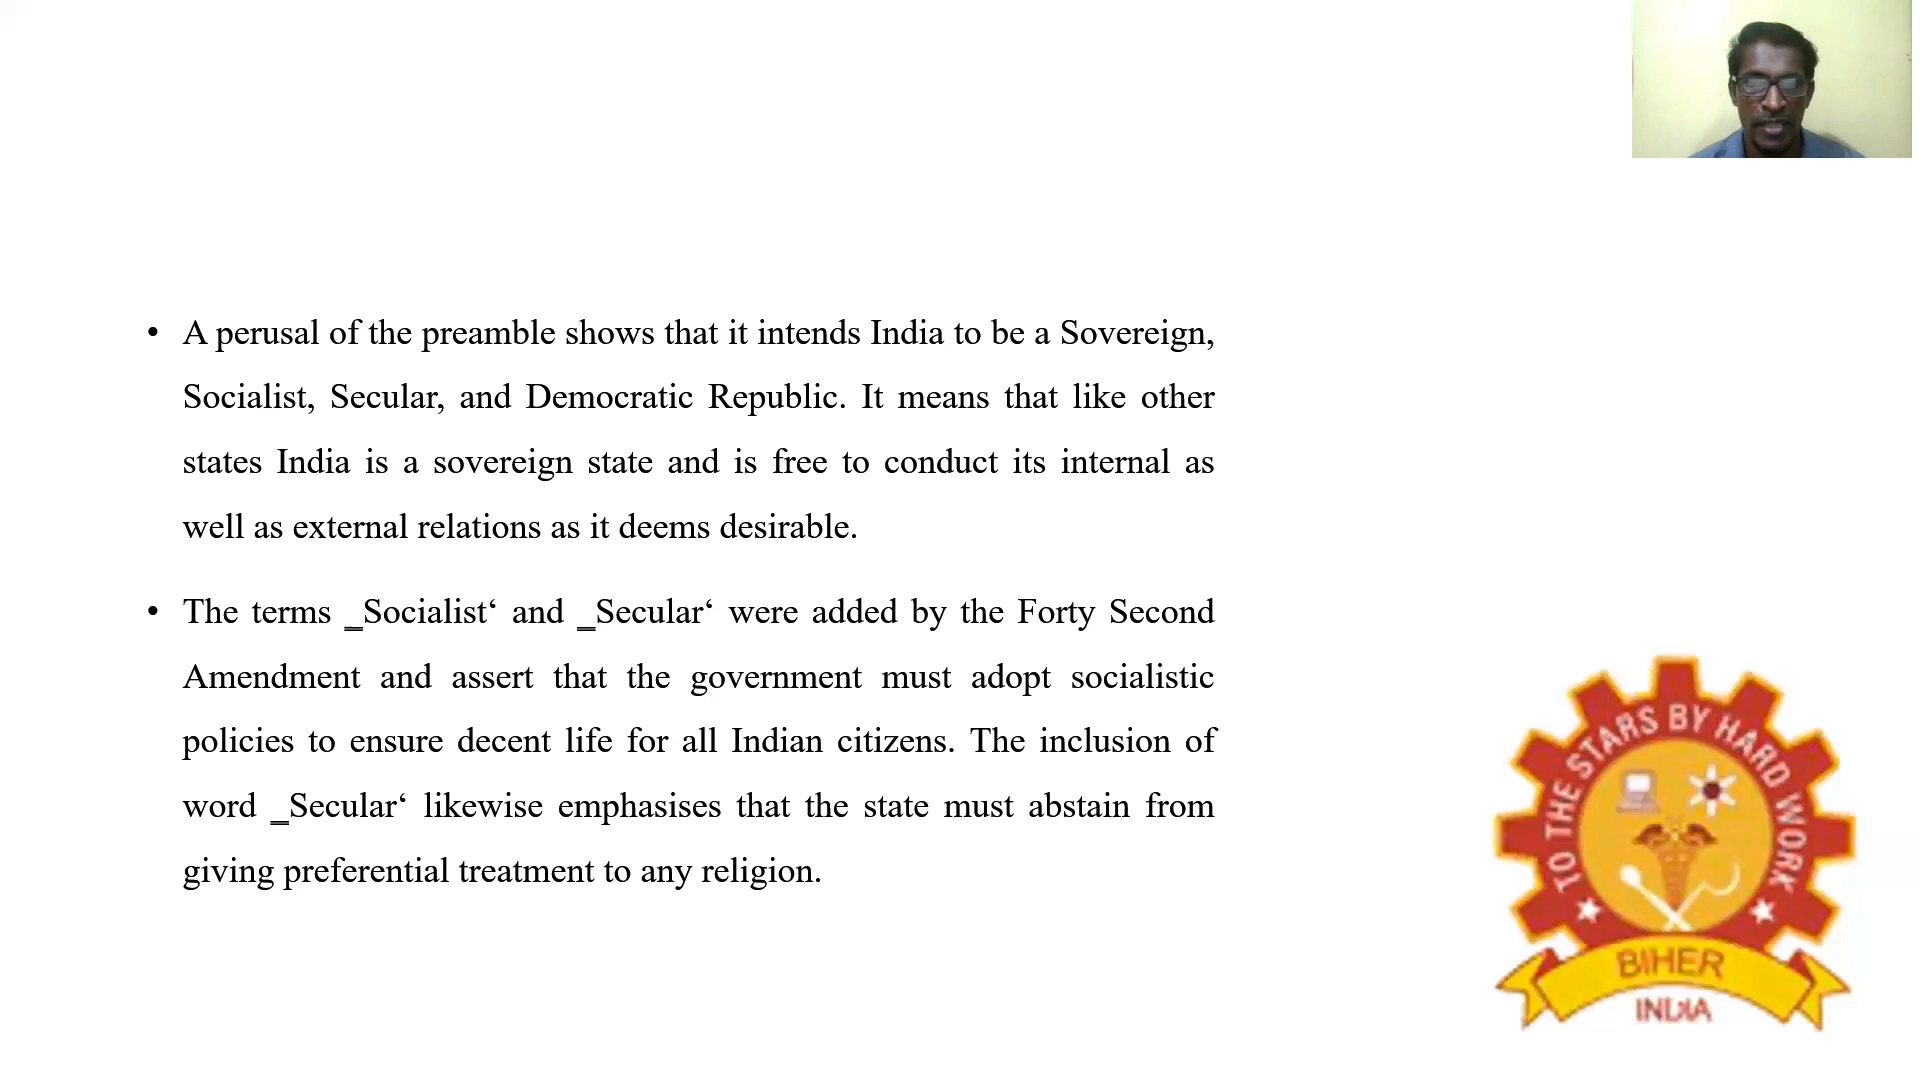 • A perusal of the preamble shows that it intends India to be a Sovereign,
Socialist, Secular, and Democratic Republic. It means that like other
states India is a sovereign state and is free to conduct its internal as
well as external relations as it deems desirable.
• The terms ‗Socialist‘ and ‗Secular‘ were added by the Forty Second
Amendment and assert that the government must adopt socialistic
policies to ensure decent life for all Indian citizens. The inclusion of
word ‗Secular‘ likewise emphasises that the state must abstain from
giving preferential treatment to any religion.
TO THE STARS BY HARD WORK
BIHER
INDIA